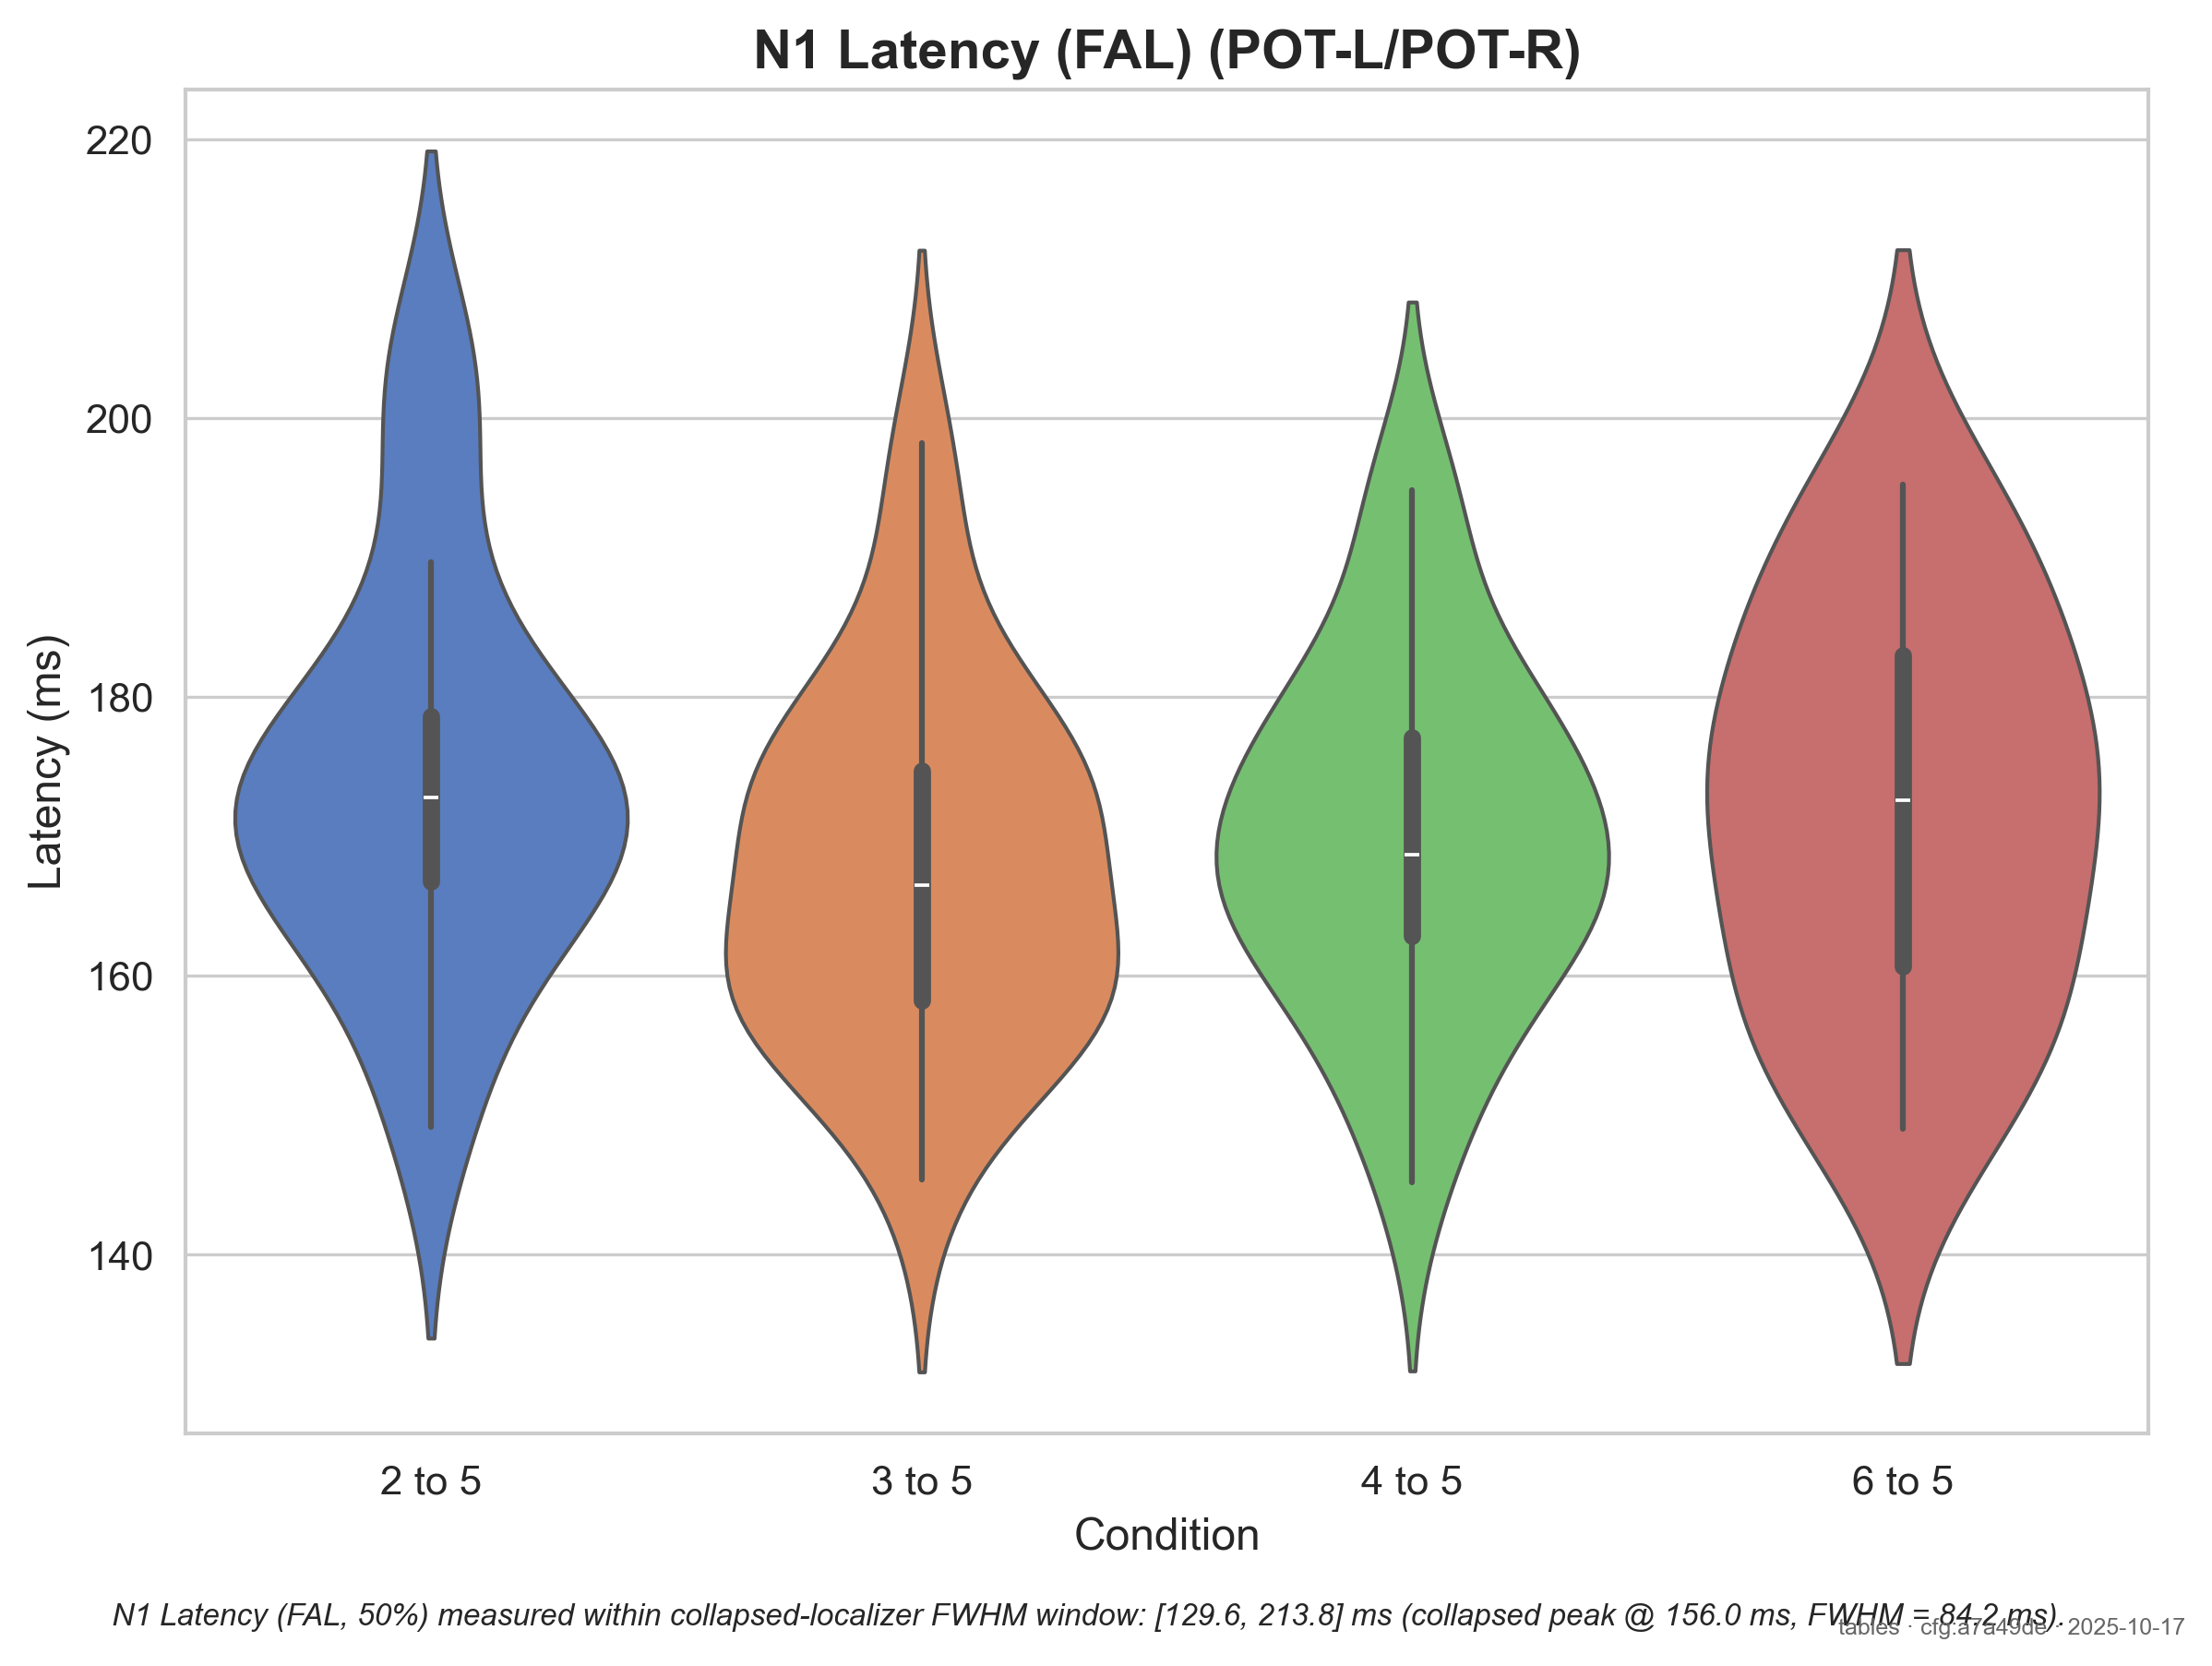 N1 Latency (FAL) (POT-L/POT-R)
220
200
180
160
140
Latency (ms)
2 to 5
3 to 5
4 to 5
6 to 5
Condition
N1 Latency (FAL, 50%) measured within collapsed-localizer FWHM window: [129.6, 213.8] ms (collapsed peak @ 156.0 ms, FWHM = 84.2 ms).
tables · cfg:a7a49de · 2025-10-17